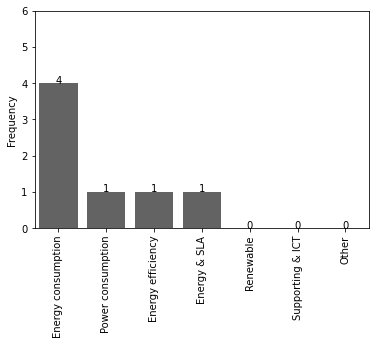 6
5
4
3
2
1
0
Frequency
4
1
1
1
0
0
0
Energy consumption
Power consumption
Energy efficiency
Energy & SLA
Renewable
Supporting & ICT
Other